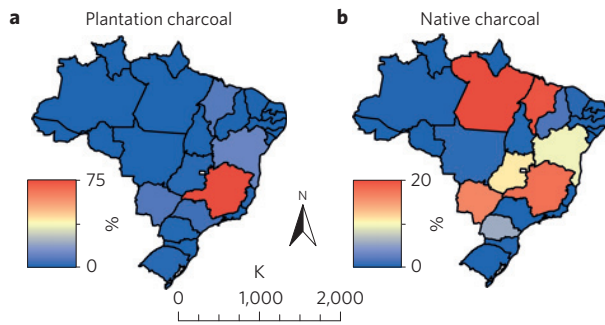 a Plantation charcoal
75
%
0
b Native charcoal
20
%
0
N
K
0 1,000 2,000